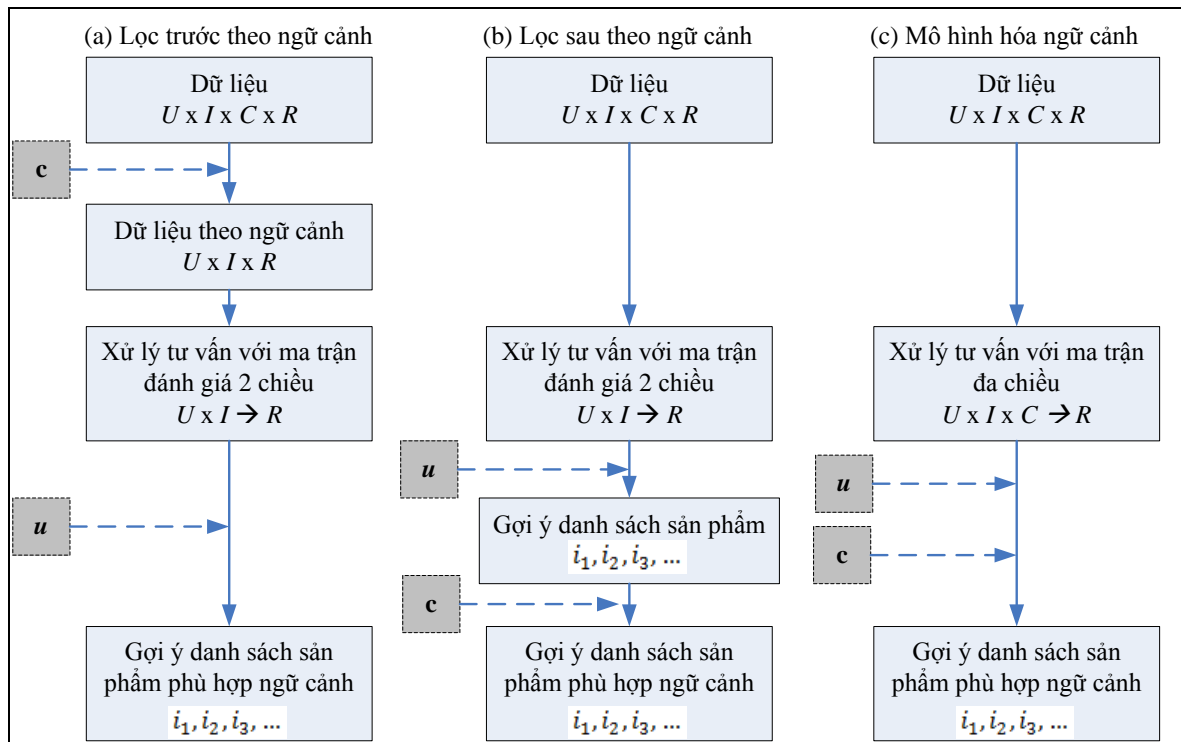 (a) Lọc trước theo ngữ cảnh
Dữ liệu
U x I x C x R
c
Dữ liệu theo ngữ cảnh
U x I x R
Xử lý tư vấn với ma trận
đánh giá 2 chiều
U x I → R
u
Gợi ý danh sách sản
phẩm phù hợp ngữ cảnh
i₁, i₂, i₃, ...
(b) Lọc sau theo ngữ cảnh
Dữ liệu
U x I x C x R
Xử lý tư vấn với ma trận
đánh giá 2 chiều
U x I → R
u
Gợi ý danh sách sản phẩm
i₁, i₂, i₃, ...
c
Gợi ý danh sách sản
phẩm phù hợp ngữ cảnh
i₁, i₂, i₃, ...
(c) Mô hình hóa ngữ cảnh
Dữ liệu
U x I x C x R
Xử lý tư vấn với ma trận
đa chiều
U x I x C → R
u
c
Gợi ý danh sách sản
phẩm phù hợp ngữ cảnh
i₁, i₂, i₃, ...